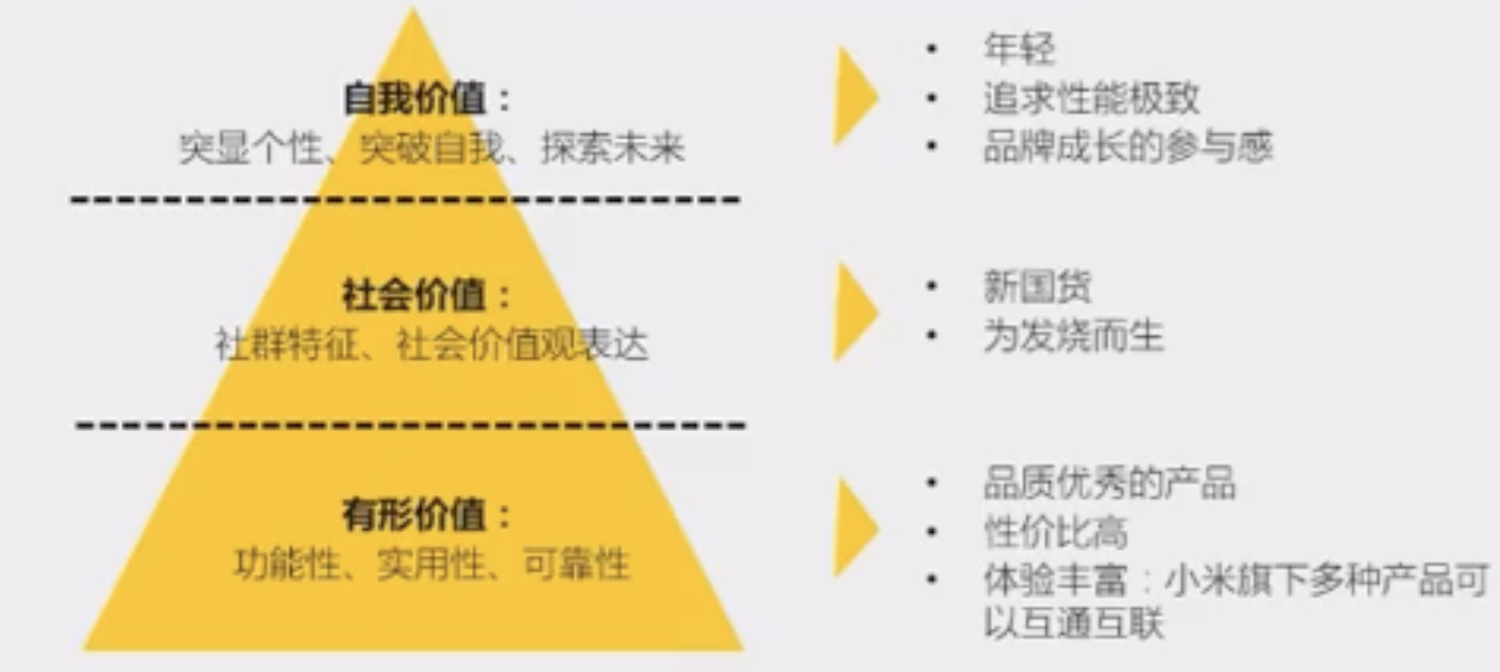 自我价值：
突显个性、突破自我、探索未来
• 年轻
• 追求性能极致
• 品牌成长的参与感
社会价值：
社群特征、社会价值观表达
• 新国货
• 为发烧而生
有形价值：
功能性、实用性、可靠性
• 品质优秀的产品
• 性价比高
• 体验丰富：小米旗下多种产品可
以互通互联